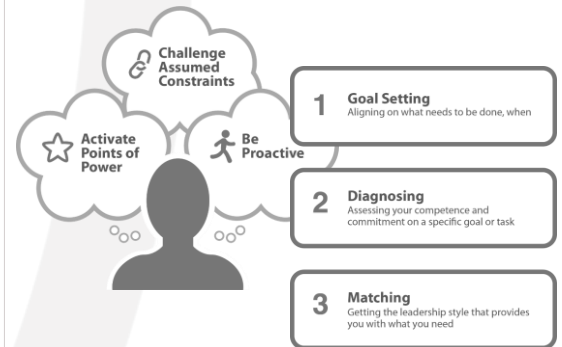 Challenge
Assumed
Constraints
Activate
Points of
Power
Be
Proactive
1
Goal Setting
Aligning on what needs to be done, when
2
Diagnosing
Assessing your competence and
commitment on a specific goal or task
3
Matching
Getting the leadership style that provides
you with what you need